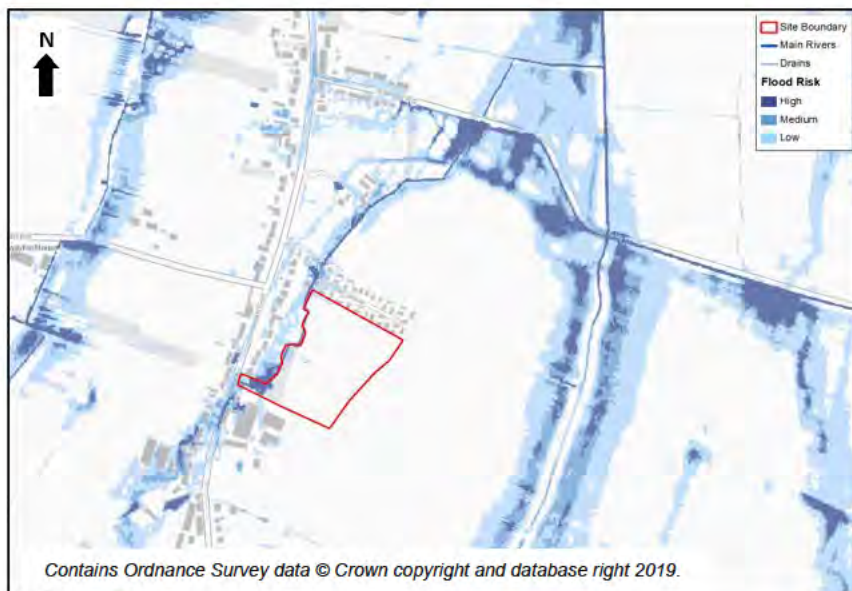 N
Site Boundary
Main Rivers
Drains
Flood Risk
High
Medium
Low
Contains Ordnance Survey data © Crown copyright and database right 2019.